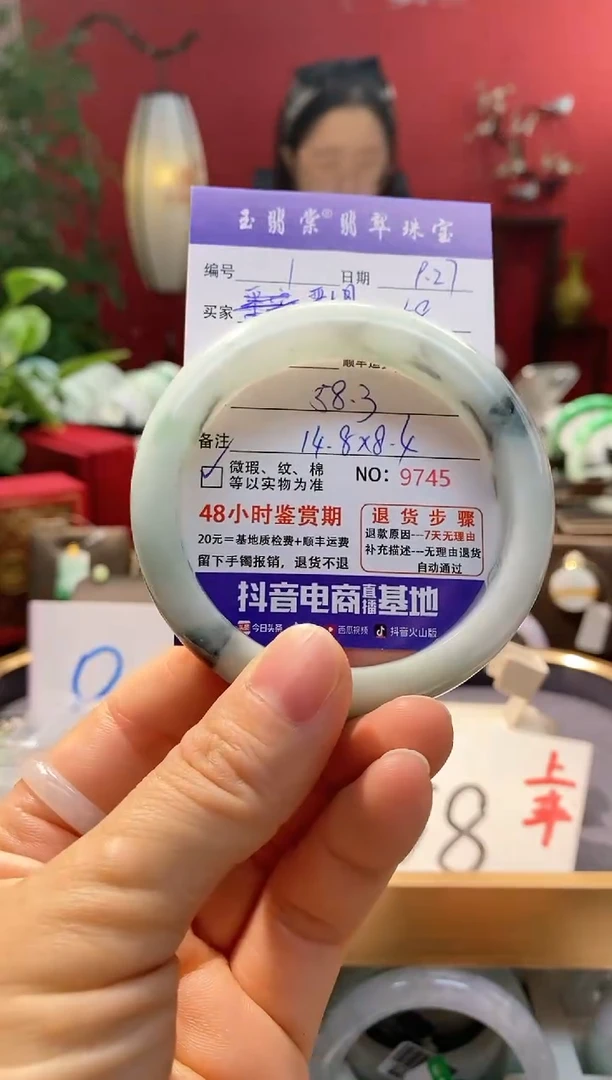 玉翡棠®翡翠珠宝
编号 1 日期 9.27
买家
顺丰运
58.3
备注 14.8x8.4
微瑕、纹、棉
等以实物为准
NO: 9745
48小时鉴赏期
20元=基地质检费+顺丰运费
留下手镯报销，退货不退
退货步骤
退款原因---7天无理由
补充描述---无理由退货
自动通过
抖音电商直播基地
今日头条 西瓜视频 抖音火山版
8
上车